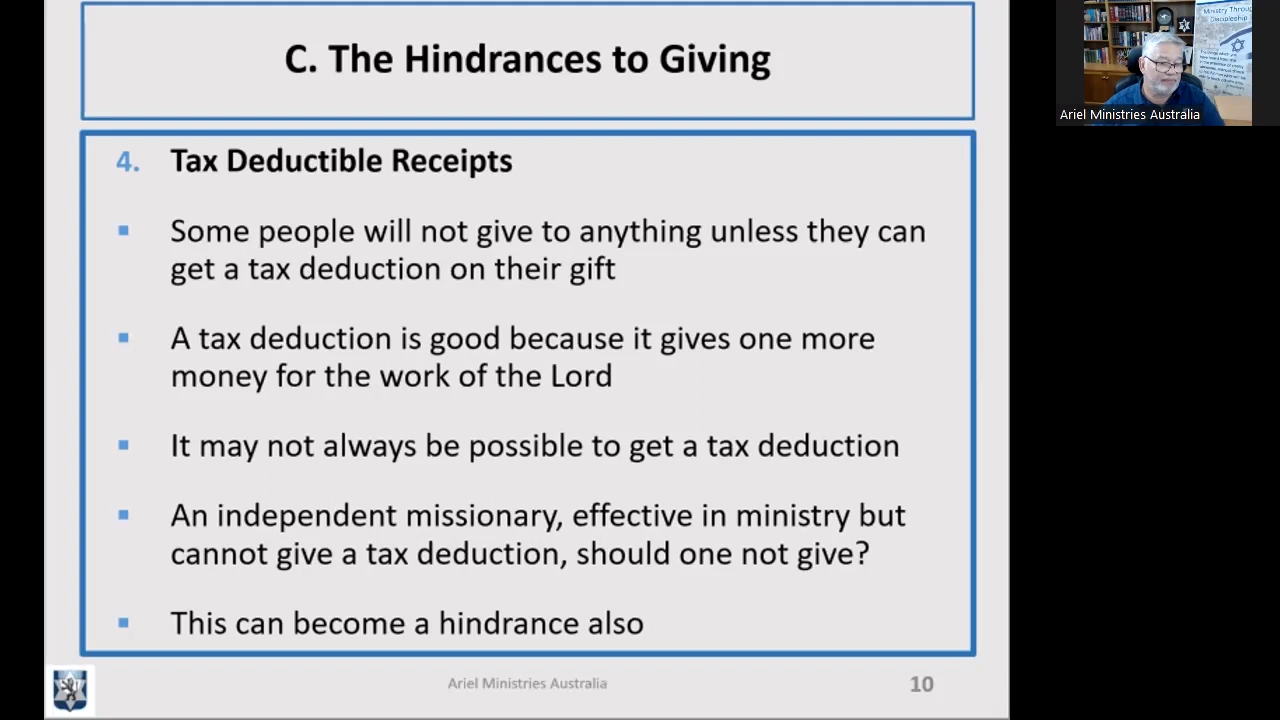 C. The Hindrances to Giving
4. Tax Deductible Receipts
▪ Some people will not give to anything unless they can
get a tax deduction on their gift
▪ A tax deduction is good because it gives one more
money for the work of the Lord
▪ It may not always be possible to get a tax deduction
▪ An independent missionary, effective in ministry but
cannot give a tax deduction, should one not give?
▪ This can become a hindrance also
Ariel Ministries Australia
10
Ministry Through
Discipleship
Ariel Ministries Australia